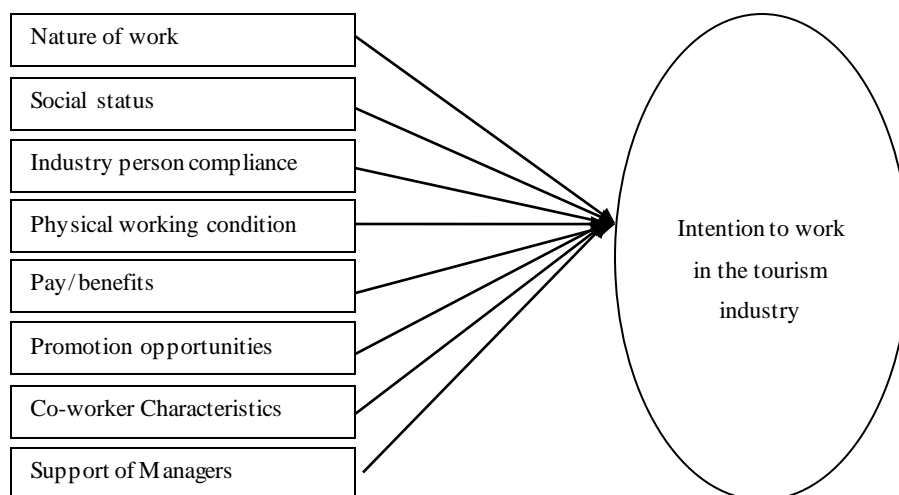 Nature of work
Social status
Industry person compliance
Physical working condition
Pay/benefits
Promotion opportunities
Co-worker Characteristics
Support of Managers
Intention to work
in the tourism
industry